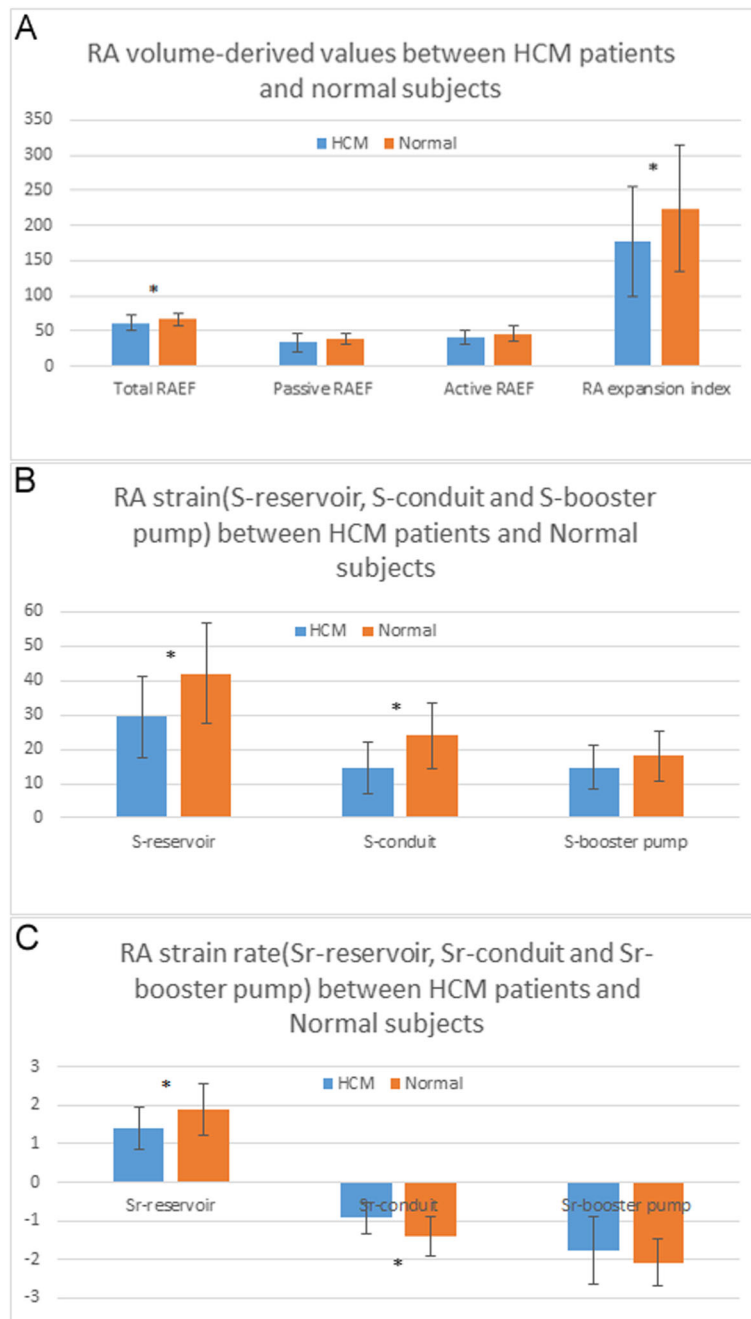 A
RA volume-derived values between HCM patients
and normal subjects
350
HCM Normal
300
*
250
200
150
*
100
50
0
Total RAEF Passive RAEF Active RAEF RA expansion index
B
RA strain(S-reservoir, S-conduit and S-booster
pump) between HCM patients and Normal
subjects
60
HCM Normal
50
*
40
*
30
20
10
0
S-reservoir S-conduit S-booster pump
C
RA strain rate(Sr-reservoir, Sr-conduit and Sr-
booster pump) between HCM patients and
Normal subjects
3
*
HCM Normal
2
1
0
Sr-reservoir Sr-conduit Sr-booster pump
-1
*
-2
-3